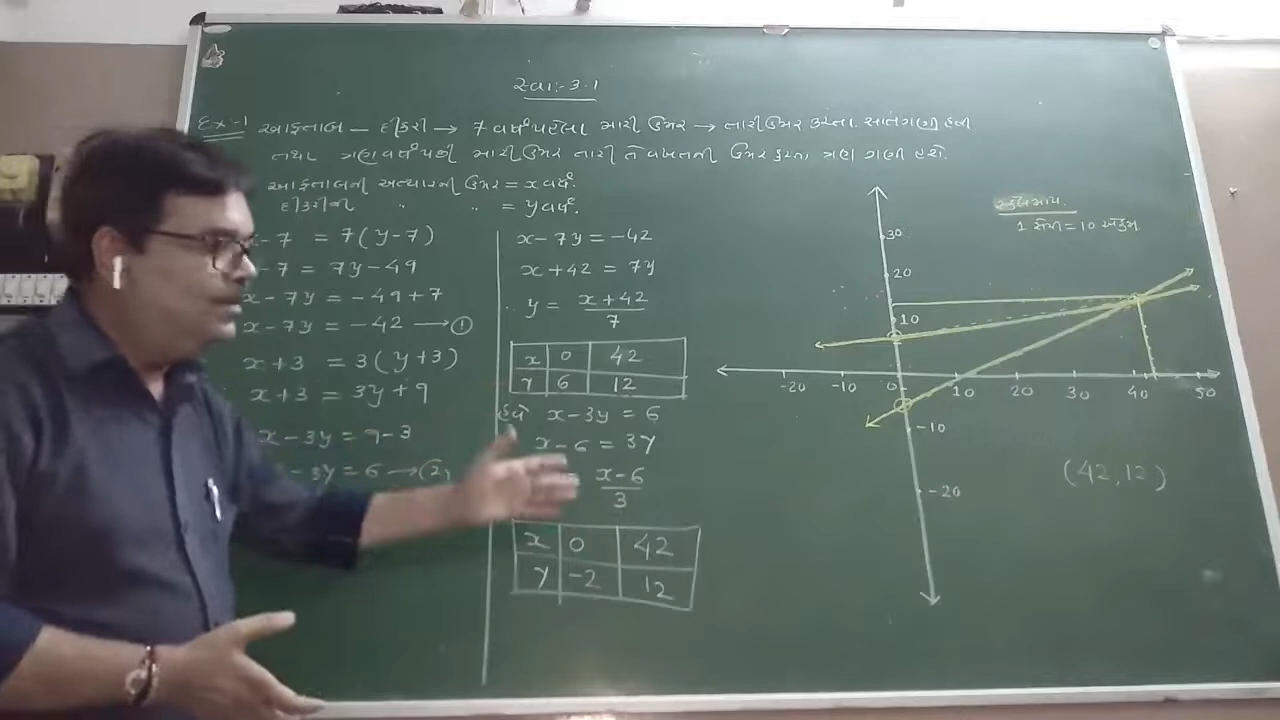 સ્વા:-3.1
Ex-1 આફતાબ — દીકરી → 7 વર્ષ પહેલા મારી ઉંમર → તારી ઉંમર કરતા સાતગણી હતી
તથા ત્રણ વર્ષ પછી મારી ઉંમર તારી તે વખતની ઉંમર કરતા ત્રણ ગણી હશે.
આફતાબની અત્યારની ઉંમર = x વર્ષ.
દીકરીની " " = y વર્ષ.
- 7 = 7(y-7)
- 7 = 7y - 49
x - 7y = -49 + 7
x - 7y = -42 → ①
x + 3 = 3(y+3)
x + 3 = 3y + 9
x - 3y = 9 - 3
- 3y = 6 → ②
x - 7y = -42
x + 42 = 7y
∴ y = x + 42
7
x 0 42
y 6 12
હવે x - 3y = 6
x - 6 = 3y
= x - 6
3
x 0 42
y -2 12
સ્કેલમાપ.
1 સેમી = 10 એકમ
30
20
10
-20 -10 0 10 20 30 40 50
-10
-20
(42, 12)